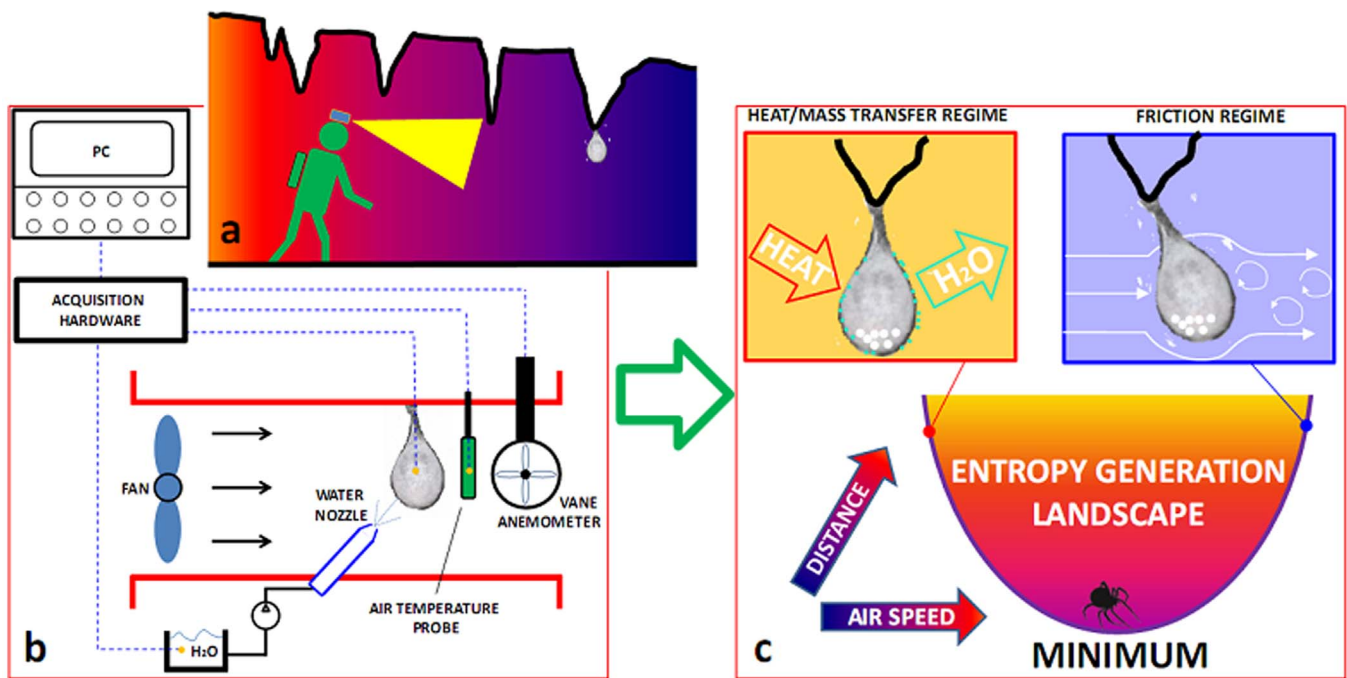 a
PC
ACQUISITION
HARDWARE
FAN
WATER
NOZZLE
VANE
ANEMOMETER
AIR TEMPERATURE
PROBE
H₂O
b
HEAT/MASS TRANSFER REGIME
FRICTION REGIME
HEAT
H₂O
ENTROPY GENERATION
LANDSCAPE
DISTANCE
AIR SPEED
MINIMUM
c